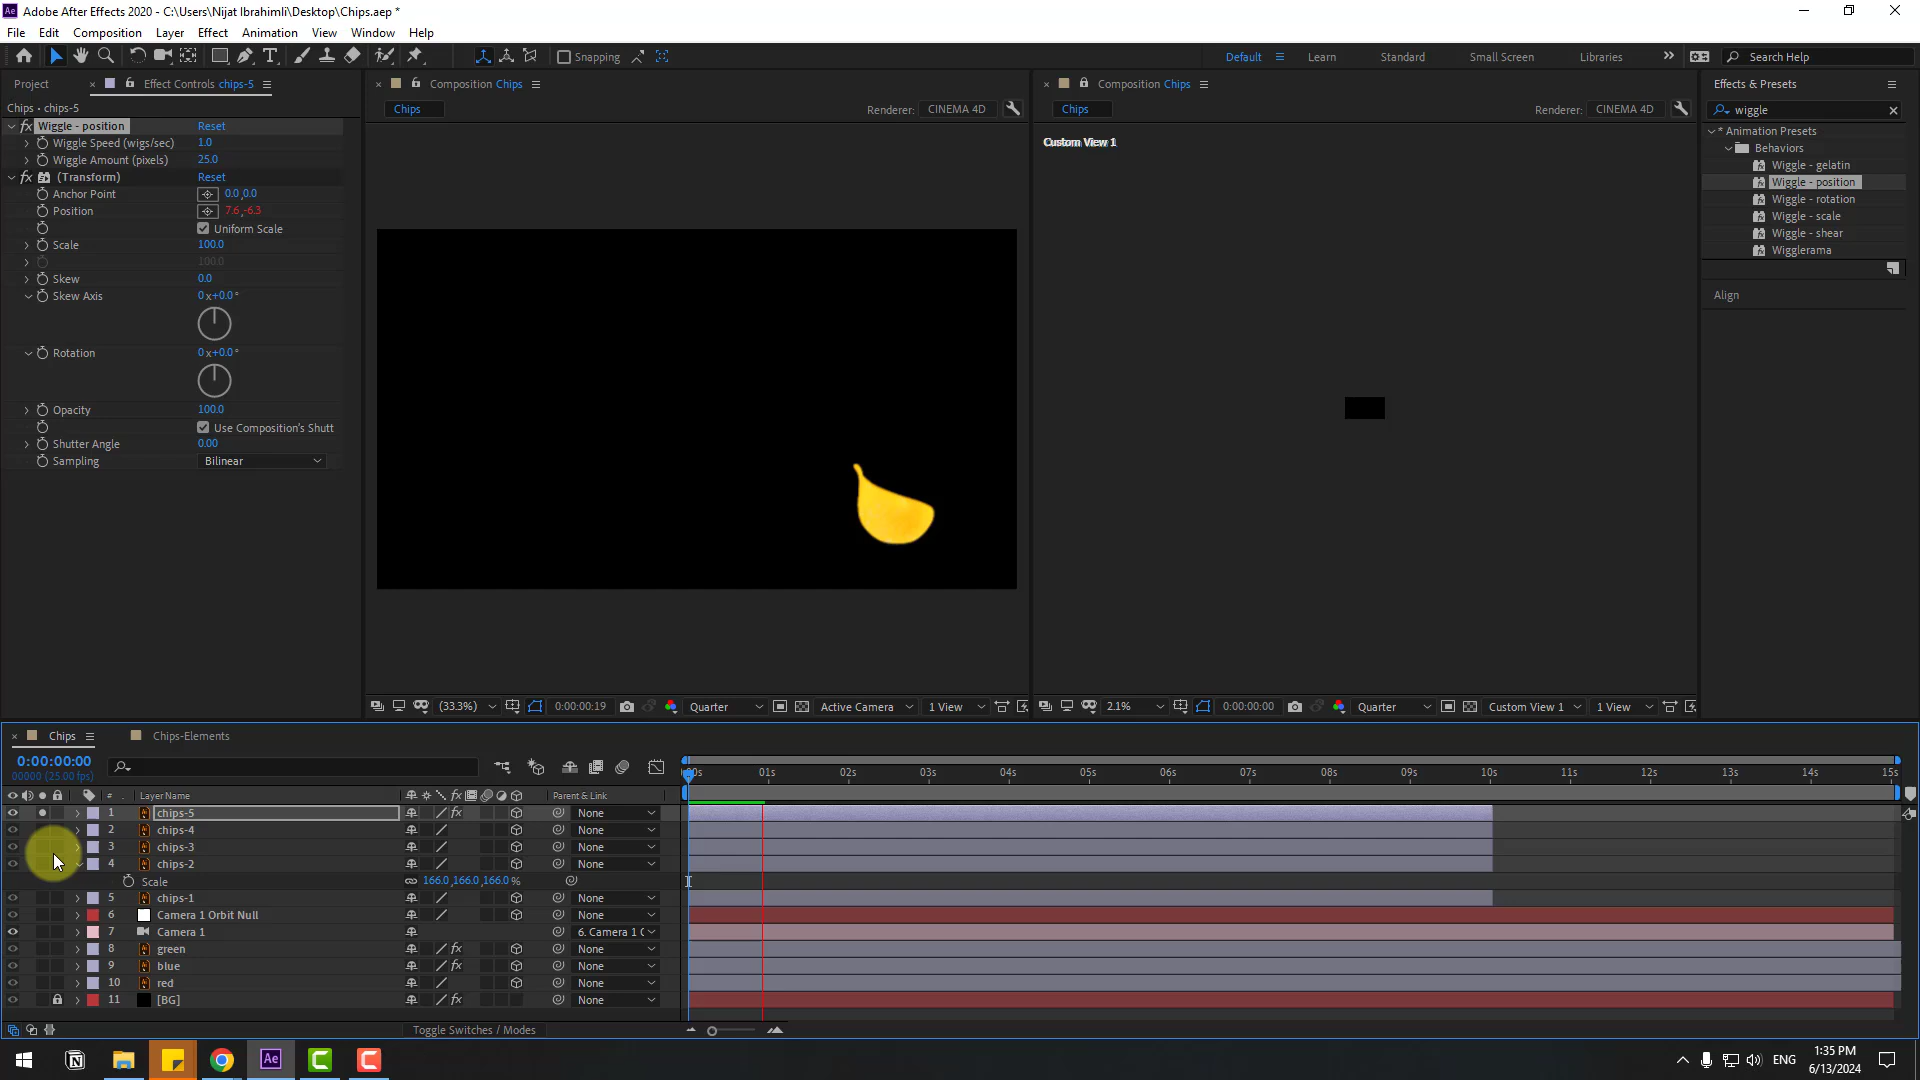 Adobe After Effects 2020 - C:\Users\Nijat Ibrahimli\Desktop\Chips.aep *
File Edit Composition Layer Effect Animation View Window Help
Snapping
Default Learn Standard Small Screen Libraries Search Help
Project Effect Controls chips-5
Chips • chips-5
Wiggle - position Reset
Wiggle Speed (wigs/sec) 1.0
Wiggle Amount (pixels) 25.0
(Transform) Reset
Anchor Point 0.0,0.0
Position 7.6,-6.3
Uniform Scale
Scale 100.0
100.0
Skew 0.0
Skew Axis 0x+0.0°
Rotation 0x+0.0°
Opacity 100.0
Use Composition's Shutt
Shutter Angle 0.00
Sampling Bilinear
Composition Chips
Chips
Renderer: CINEMA 4D
(33.3%) 0:00:00:19 Quarter Active Camera 1 View
Composition Chips
Chips
Renderer: CINEMA 4D
Custom View 1
2.1% 0:00:00:00 Quarter Custom View 1 1 View
Effects & Presets
wiggle
* Animation Presets
Behaviors
Wiggle - gelatin
Wiggle - position
Wiggle - rotation
Wiggle - scale
Wiggle - shear
Wigglerama
Align
Chips Chips-Elements
0:00:00:00
00000 (25.00 fps)
00s 01s 02s 03s 04s 05s 06s 07s 08s 09s 10s 11s 12s 13s 14s 15s
# Layer Name fx Parent & Link
1 chips-5 fx None
2 chips-4 None
3 chips-3 None
4 chips-2 None
Scale 166.0,166.0,166.0 %
5 chips-1 None
6 Camera 1 Orbit Null None
7 Camera 1 6. Camera 1 O
8 green fx None
9 blue fx None
10 red None
11 [BG] fx None
Toggle Switches / Modes
Ae
ENG
1:35 PM
6/13/2024